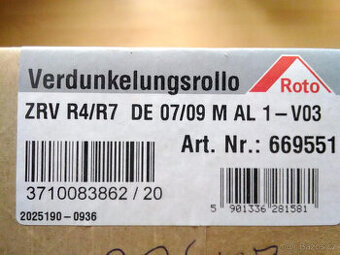 Verdunkelungsrollo
Roto
ZRV R4/R7 DE 07/09 M AL 1-V03
Art. Nr.: 669551
3710083862 / 20
5 901336 281581
2025190-0936